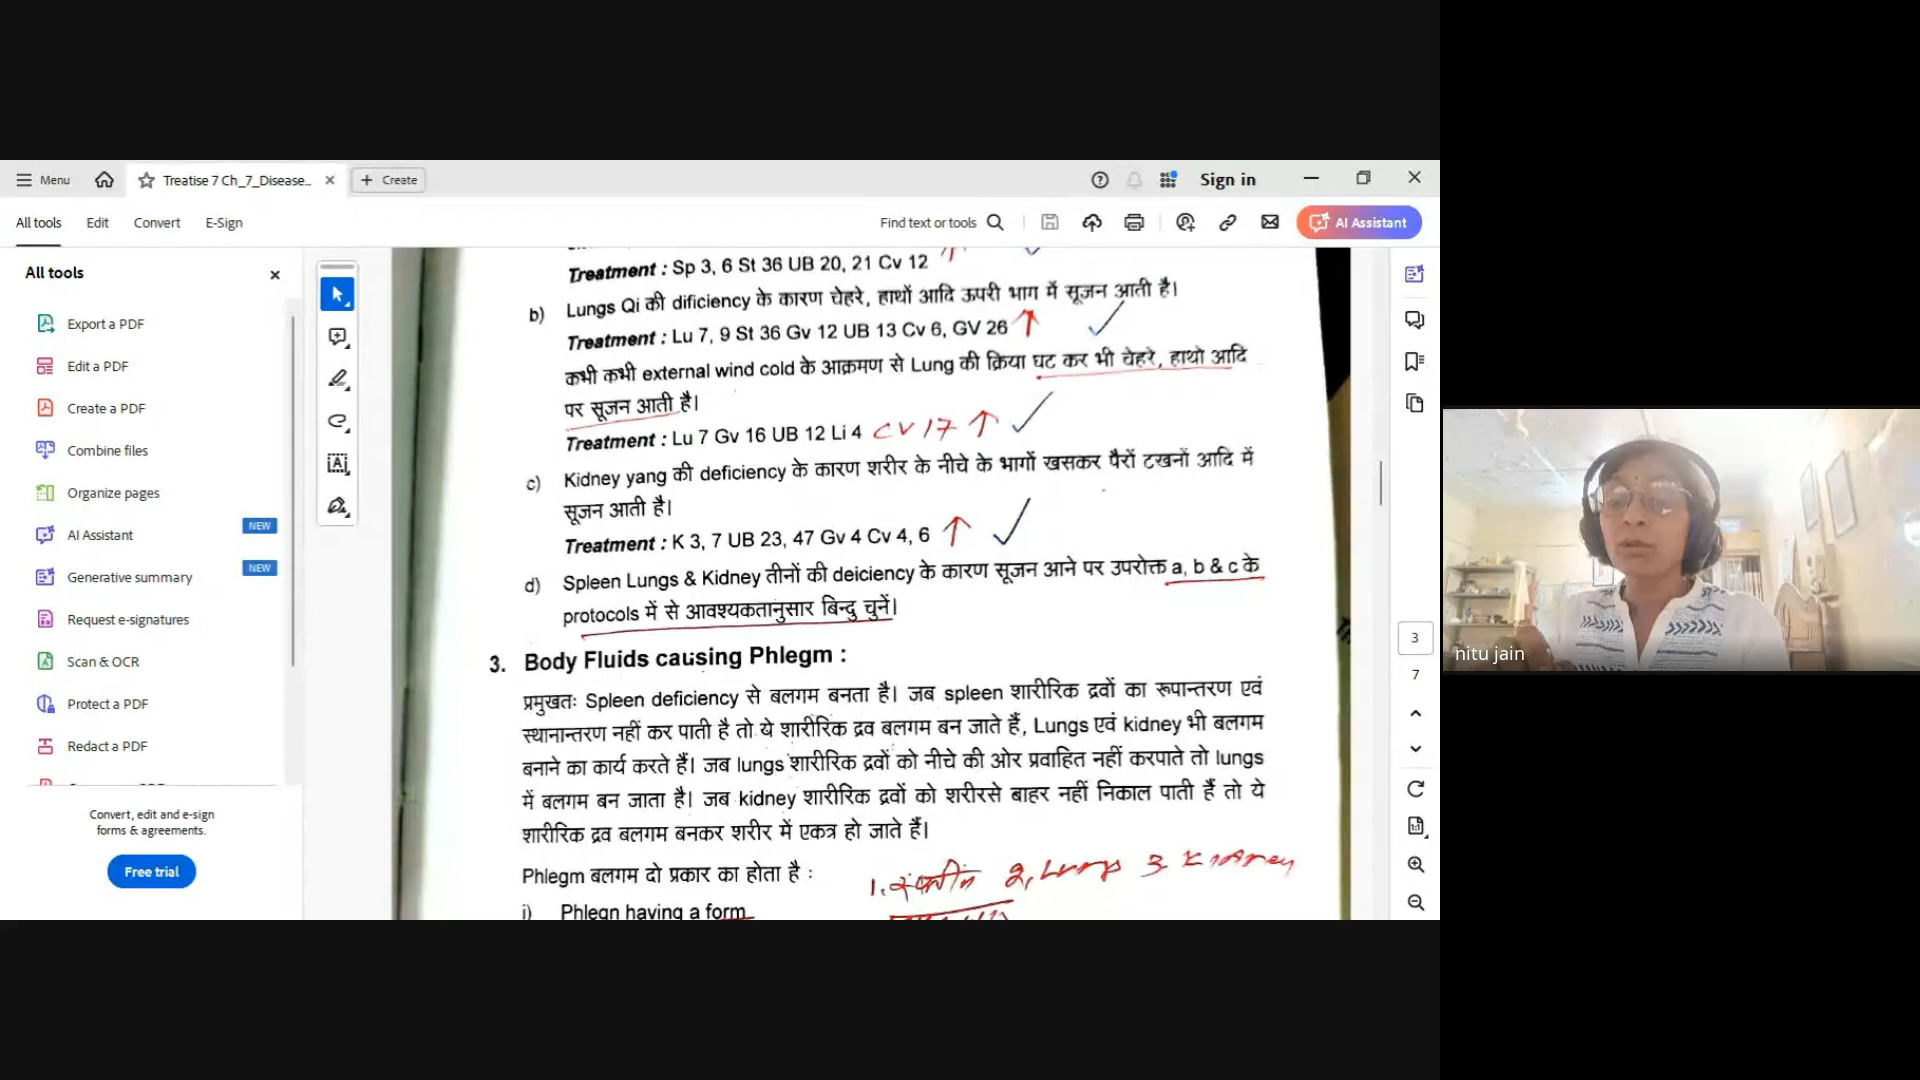 Menu
Treatise 7 Ch_7_Disease...
Create
Sign in
All tools
Edit
Convert
E-Sign
Find text or tools
AI Assistant
All tools
Export a PDF
Edit a PDF
Create a PDF
Combine files
Organize pages
AI Assistant
NEW
Generative summary
NEW
Request e-signatures
Scan & OCR
Protect a PDF
Redact a PDF
Convert, edit and e-sign
forms & agreements.
Free trial
Treatment : Sp 3, 6 St 36 UB 20, 21 Cv 12
b) Lungs Qi की dificiency के कारण चेहरे, हाथों आदि ऊपरी भाग में सूजन आती है।
Treatment : Lu 7, 9 St 36 Gv 12 UB 13 Cv 6, GV 26
कभी कभी external wind cold के आक्रमण से Lung की क्रिया घट कर भी चेहरे, हाथो आदि
पर सूजन आती है।
Treatment : Lu 7 Gv 16 UB 12 Li 4 CV 17
c) Kidney yang की deficiency के कारण शरीर के नीचे के भागों खसकर पैरों टखनों आदि में
सूजन आती है।
Treatment : K 3, 7 UB 23, 47 Gv 4 Cv 4, 6
d) Spleen Lungs & Kidney तीनों की deiciency के कारण सूजन आने पर उपरोक्त a, b & c के
protocols में से आवश्यकतानुसार बिन्दु चुनें।
3. Body Fluids causing Phlegm :
प्रमुखतः Spleen deficiency से बलगम बनता है। जब spleen शारीरिक द्रवों का रूपान्तरण एवं
स्थानान्तरण नहीं कर पाती है तो ये शारीरिक द्रव बलगम बन जाते हैं, Lungs एवं kidney भी बलगम
बनाने का कार्य करते हैं। जब lungs शारीरिक द्रवों को नीचे की ओर प्रवाहित नहीं करपाते तो lungs
में बलगम बन जाता है। जब kidney शारीरिक द्रवों को शरीरसे बाहर नहीं निकाल पाती हैं तो ये
शारीरिक द्रव बलगम बनकर शरीर में एकत्र हो जाते हैं।
Phlegm बलगम दो प्रकार का होता है :
1. 2, Lung 3 Kidney
i) Phlegn having a form
3
7
nitu jain